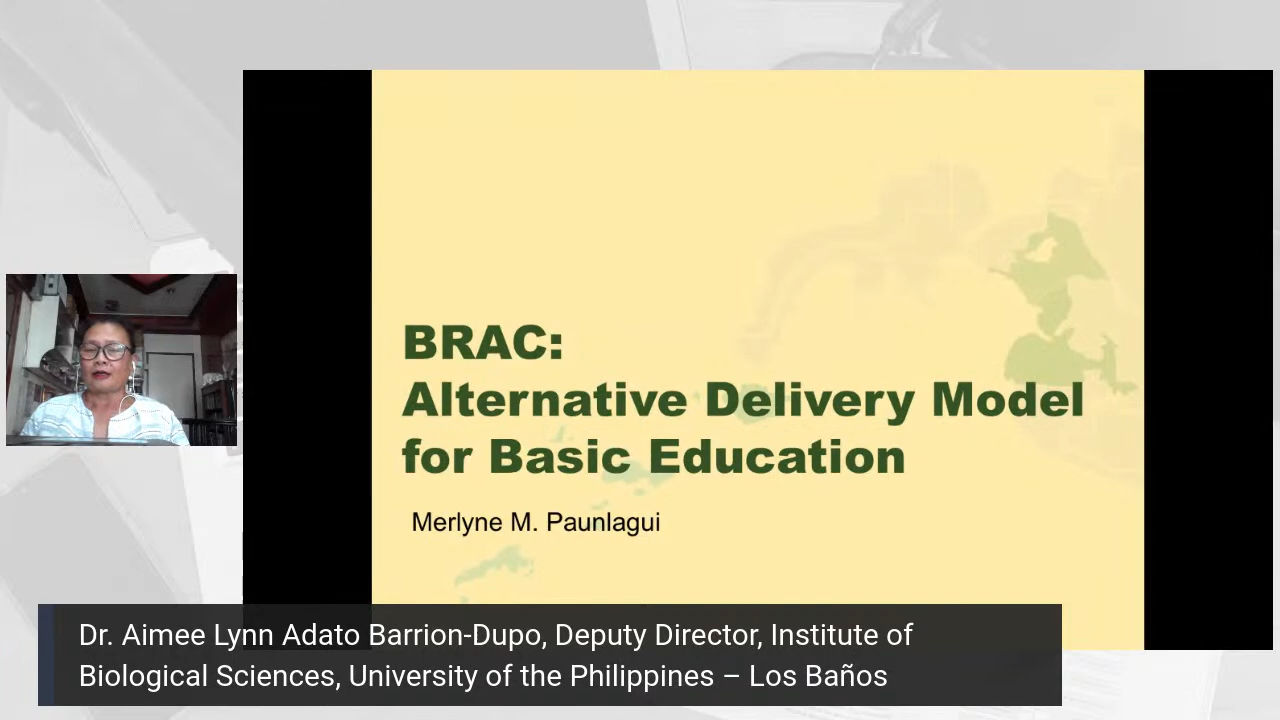 BRAC:
Alternative Delivery Model
for Basic Education
Merlyne M. Paunlagui
Dr. Aimee Lynn Adato Barrion-Dupo, Deputy Director, Institute of
Biological Sciences, University of the Philippines – Los Baños